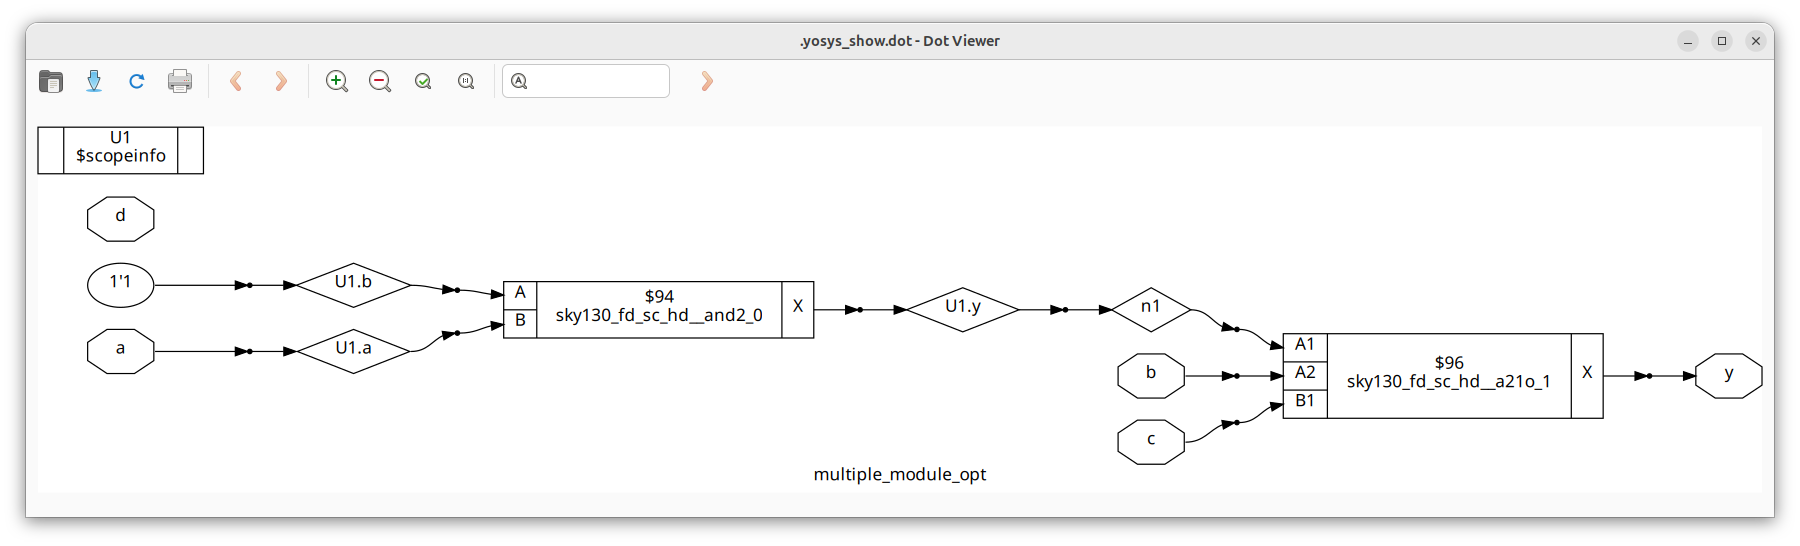 .yosys_show.dot - Dot Viewer
U1
$scopeinfo
d
1'1
U1.b
a
U1.a
A
B
$94
sky130_fd_sc_hd__and2_0
X
U1.y
n1
b
c
A1
A2
B1
$96
sky130_fd_sc_hd__a21o_1
X
y
multiple_module_opt